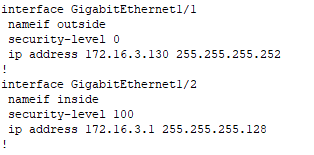 interface GigabitEthernet1/1
 nameif outside
 security-level 0
 ip address 172.16.3.130 255.255.255.252
!
interface GigabitEthernet1/2
 nameif inside
 security-level 100
 ip address 172.16.3.1 255.255.255.128
!